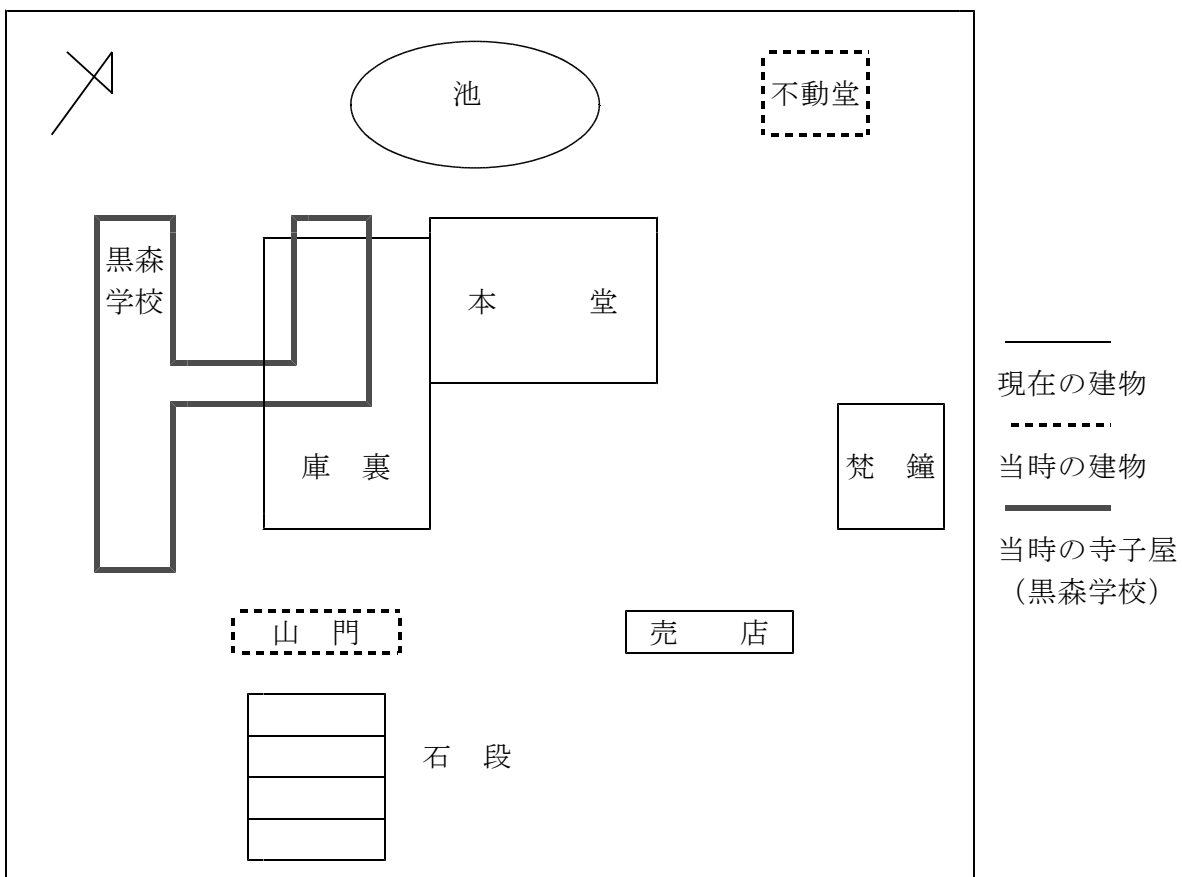 池
不動堂
黒森
学校
本　　堂
現在の建物
庫　裏
梵　鐘
当時の建物
当時の寺子屋
（黒森学校）
山　門
売　　店
石　段